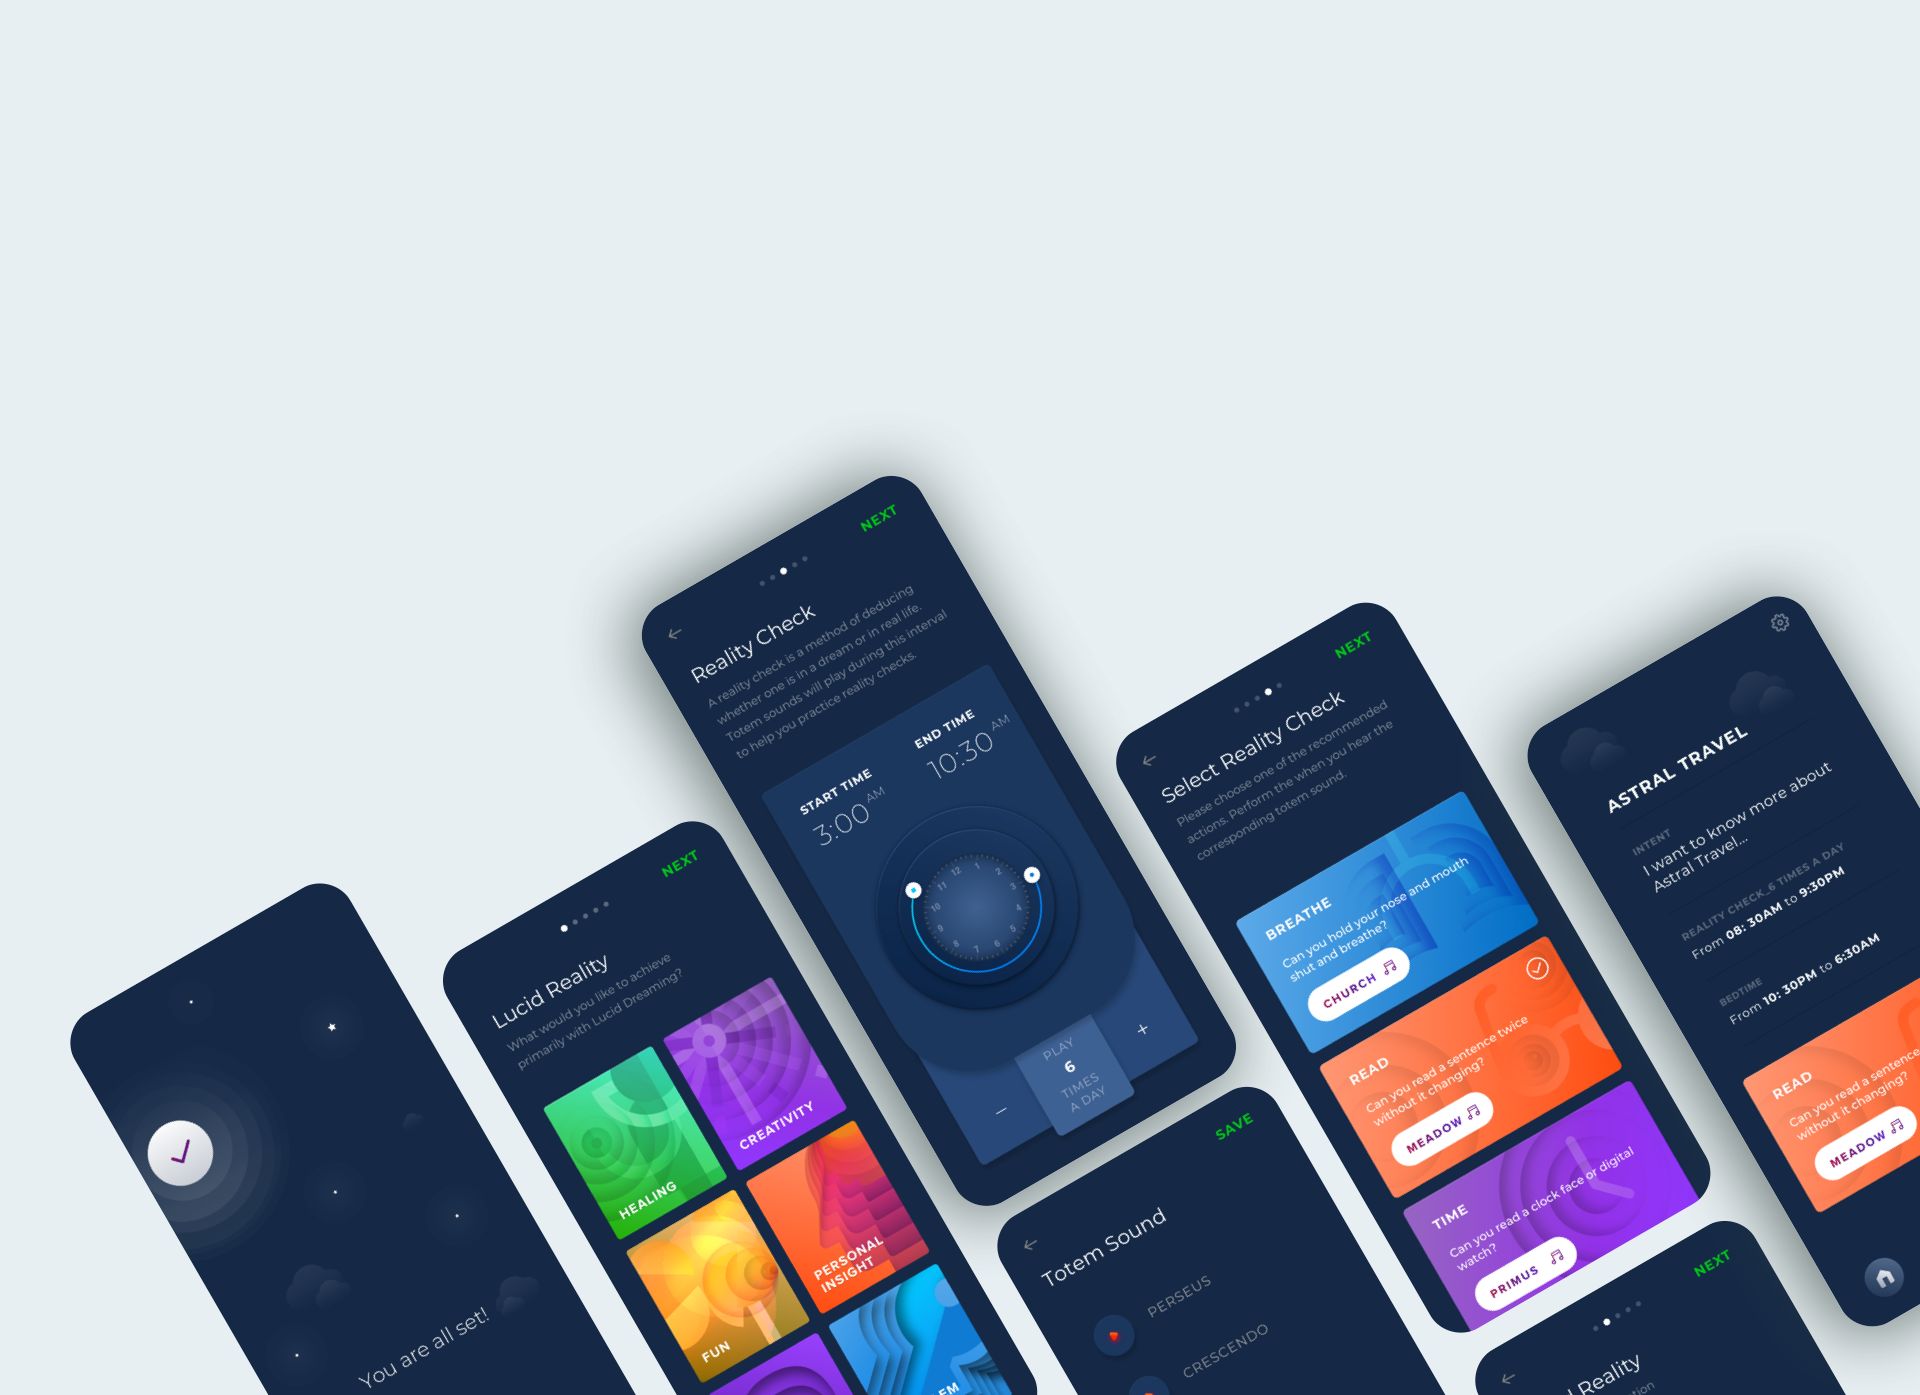 You are all set!
NEXT
Lucid Reality
What would you like to achieve
primarily with Lucid Dreaming?
HEALING
CREATIVITY
FUN
PERSONAL
INSIGHT
NEXT
Reality Check
A reality check is a method of deducing
whether one is in a dream or in real life.
Totem sounds will play during this interval
to help you practice reality checks.
START TIME
3:00 AM
END TIME
10:30 AM
12 1 2 3 4 5 6 7 8 9 10 11
PLAY
6
TIMES
A DAY
− +
SAVE
Totem Sound
PERSEUS
CRESCENDO
NEXT
Select Reality Check
Please choose one of the recommended
actions. Perform the when you hear the
corresponding totem sound.
BREATHE
Can you hold your nose and mouth
shut and breathe?
CHURCH
READ
Can you read a sentence twice
without it changing?
MEADOW
TIME
Can you read a clock face or digital
watch?
PRIMUS
NEXT
Reality
ASTRAL TRAVEL
INTENT
I want to know more about
Astral Travel...
REALITY CHECK_6 TIMES A DAY
From 08: 30AM to 9:30PM
BEDTIME
From 10: 30PM to 6:30AM
READ
Can you read a sentence
without it changing?
MEADOW